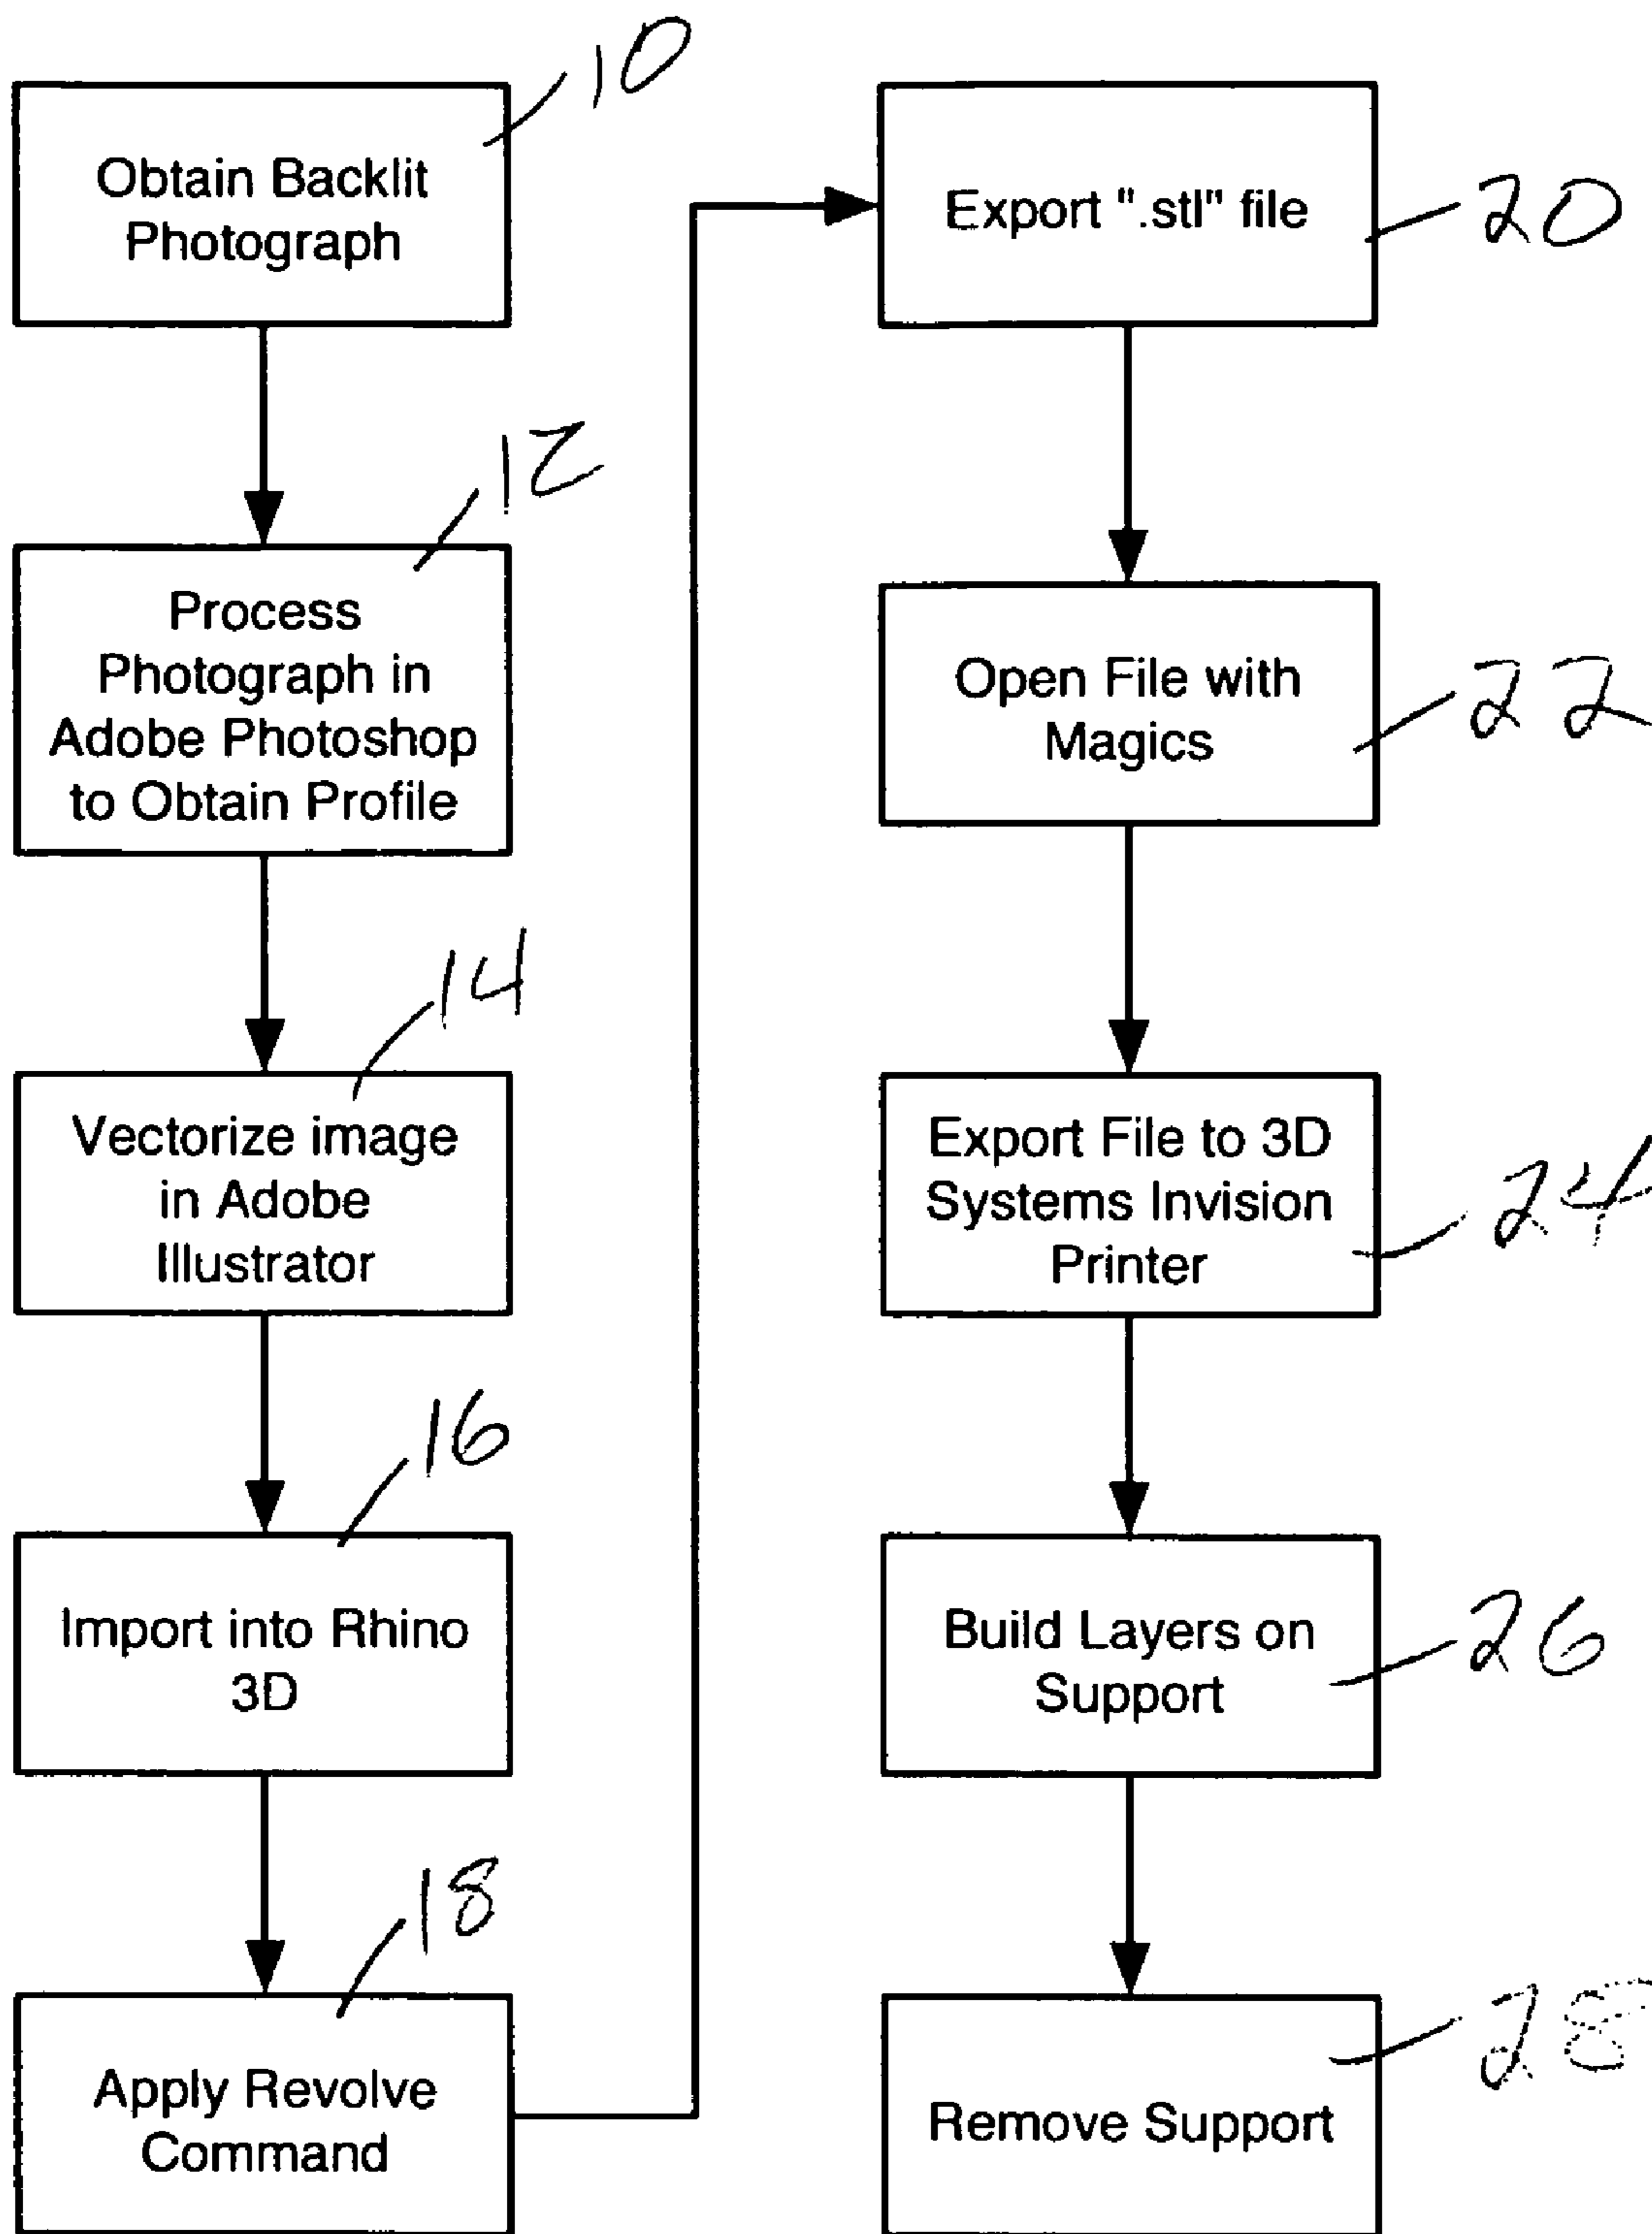 10
Obtain Backlit
Photograph
12
Process
Photograph in
Adobe Photoshop
to Obtain Profile
14
Vectorize image
in Adobe
Illustrator
16
Import into Rhino
3D
18
Apply Revolve
Command
Export ".stl" file
20
Open File with
Magics
22
Export File to 3D
Systems Invision
Printer
24
Build Layers on
Support
26
Remove Support
28